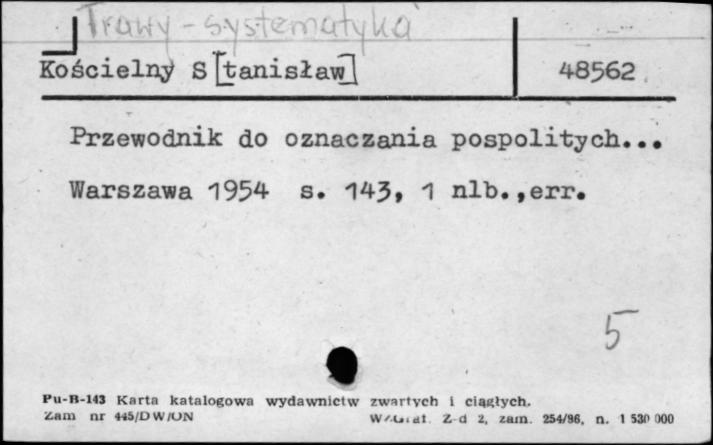 Trawy - systematyka
Kościelny S [tanisław] 48562
Przewodnik do oznaczania pospolitych...
Warszawa 1954 s. 143, 1 nlb.,err.
5
Pu-B-143 Karta katalogowa wydawnictw zwartych i ciągłych.
Zam nr 445/DW/ON Z-d 2, zam. 254/86, n. 1 530 000